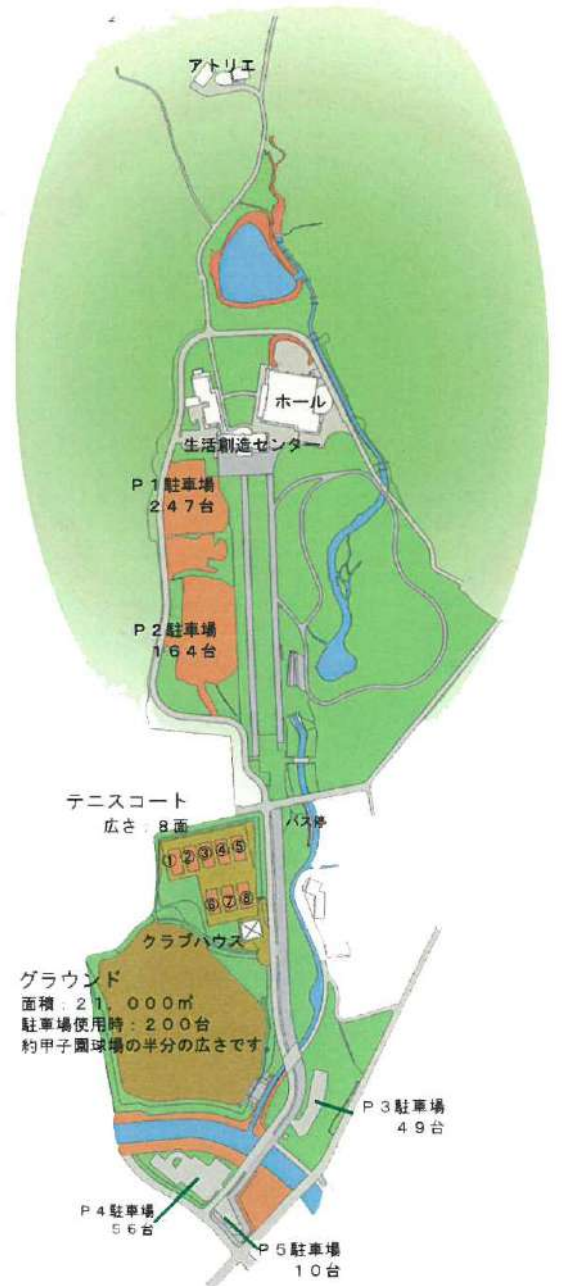 アトリエ
ホール
生活創造センター
P1駐車場
247台
P2駐車場
164台
テニスコート
広さ:8面
バス停
①②③④⑤
⑥⑦⑧
クラブハウス
グラウンド
面積:21,000㎡
駐車場使用時:200台
約甲子園球場の半分の広さです。
P3駐車場
49台
P4駐車場
56台
P5駐車場
10台